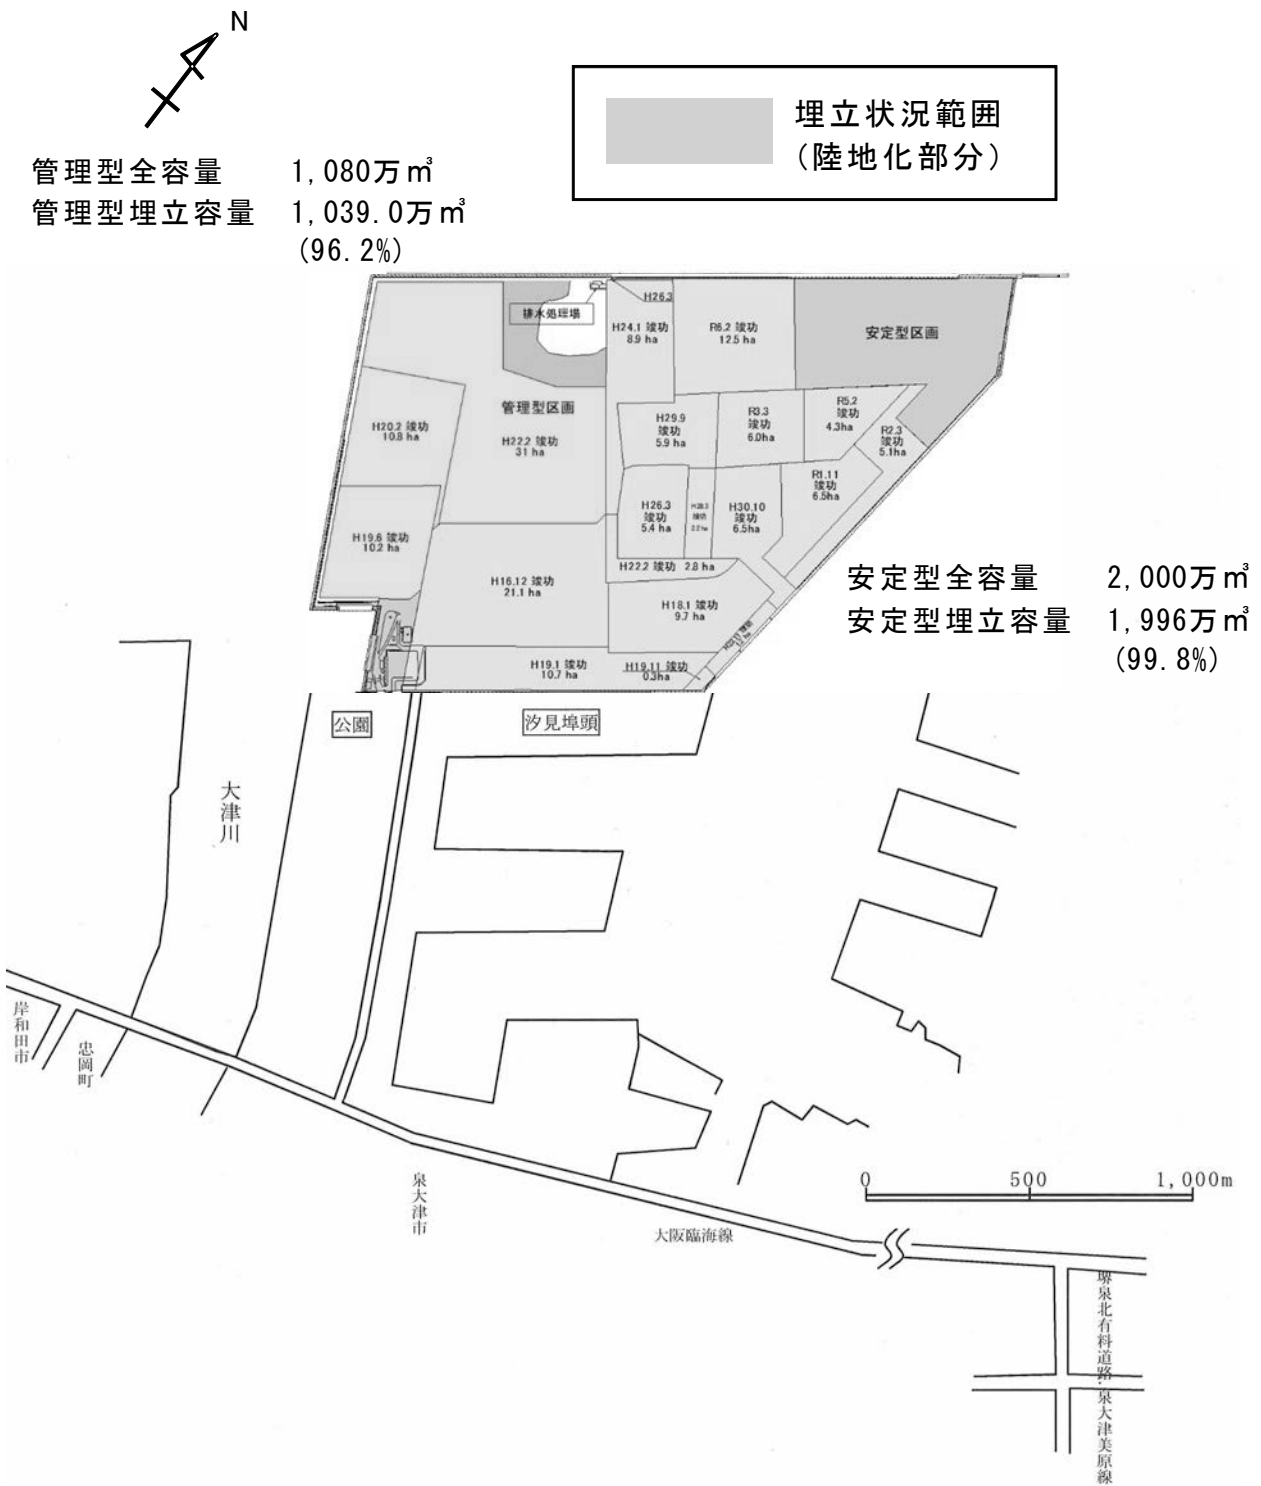 N
埋立状況範囲
(陸地化部分)
管理型全容量 1,080万㎥
管理型埋立容量 1,039.0万㎥
(96.2%)
H26.3
排水処理場
H24.1 竣功
8.9 ha
R6.2 竣功
12.5 ha
安定型区画
管理型区画
H22.2 竣功
31 ha
H20.2 竣功
10.8 ha
H29.9
竣功
5.9 ha
R3.3
竣功
6.0ha
R5.2
竣功
4.3ha
R2.3
竣功
5.1ha
R1.11
竣功
6.5ha
H26.3
竣功
5.4 ha
竣功
2.2ha
H30.10
竣功
6.5ha
H19.6 竣功
10.2 ha
H22.2 竣功 2.8 ha
H16.12 竣功
21.1 ha
H18.1 竣功
9.7 ha
H19.1 竣功
10.7 ha
H19.11 竣功
0.3ha
安定型全容量 2,000万㎥
安定型埋立容量 1,996万㎥
(99.8%)
公園
汐見埠頭
大津川
岸和田市
忠岡町
泉大津市
大阪臨海線
0 500 1,000m
堺泉北有料道路・泉大津美原線